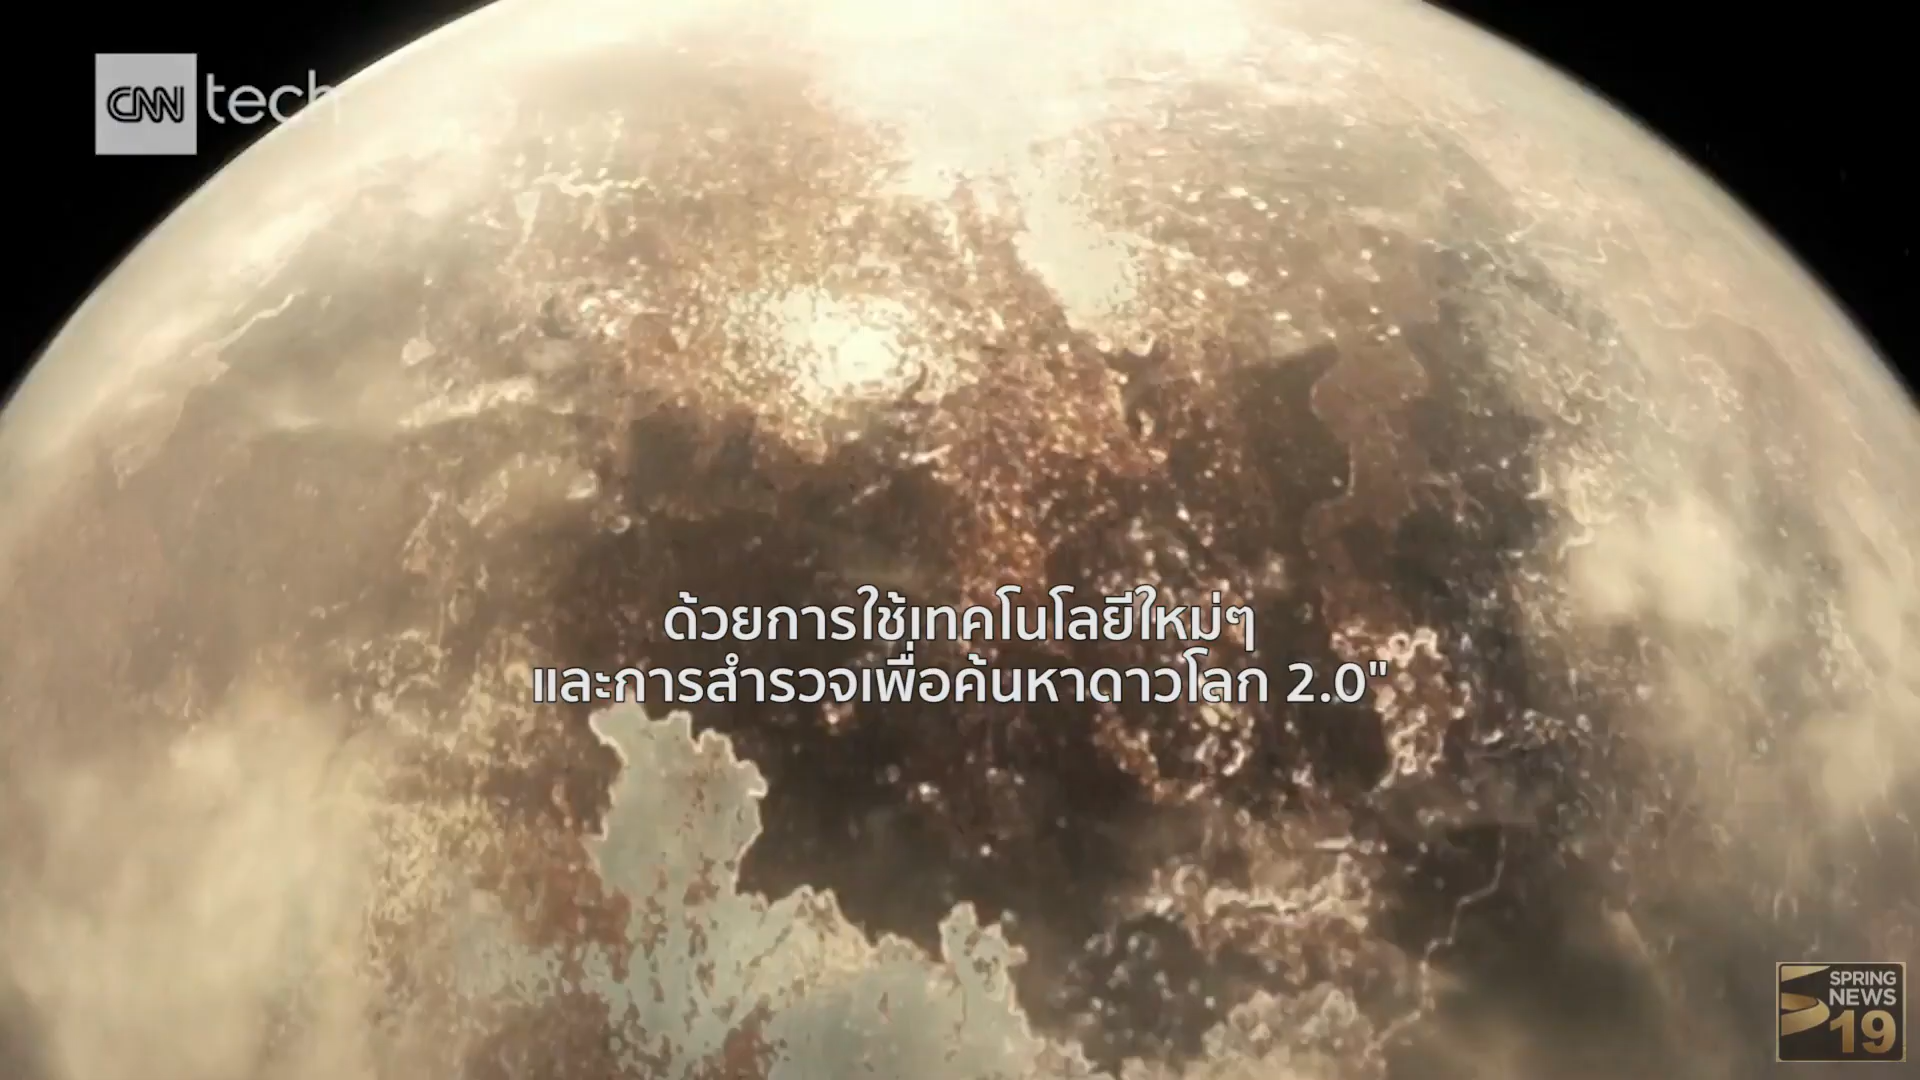 CNN tech
ด้วยการใช้เทคโนโลยีใหม่ๆ
และการสำรวจเพื่อค้นหาดาวโลก 2.0"
SPRING
NEWS
19